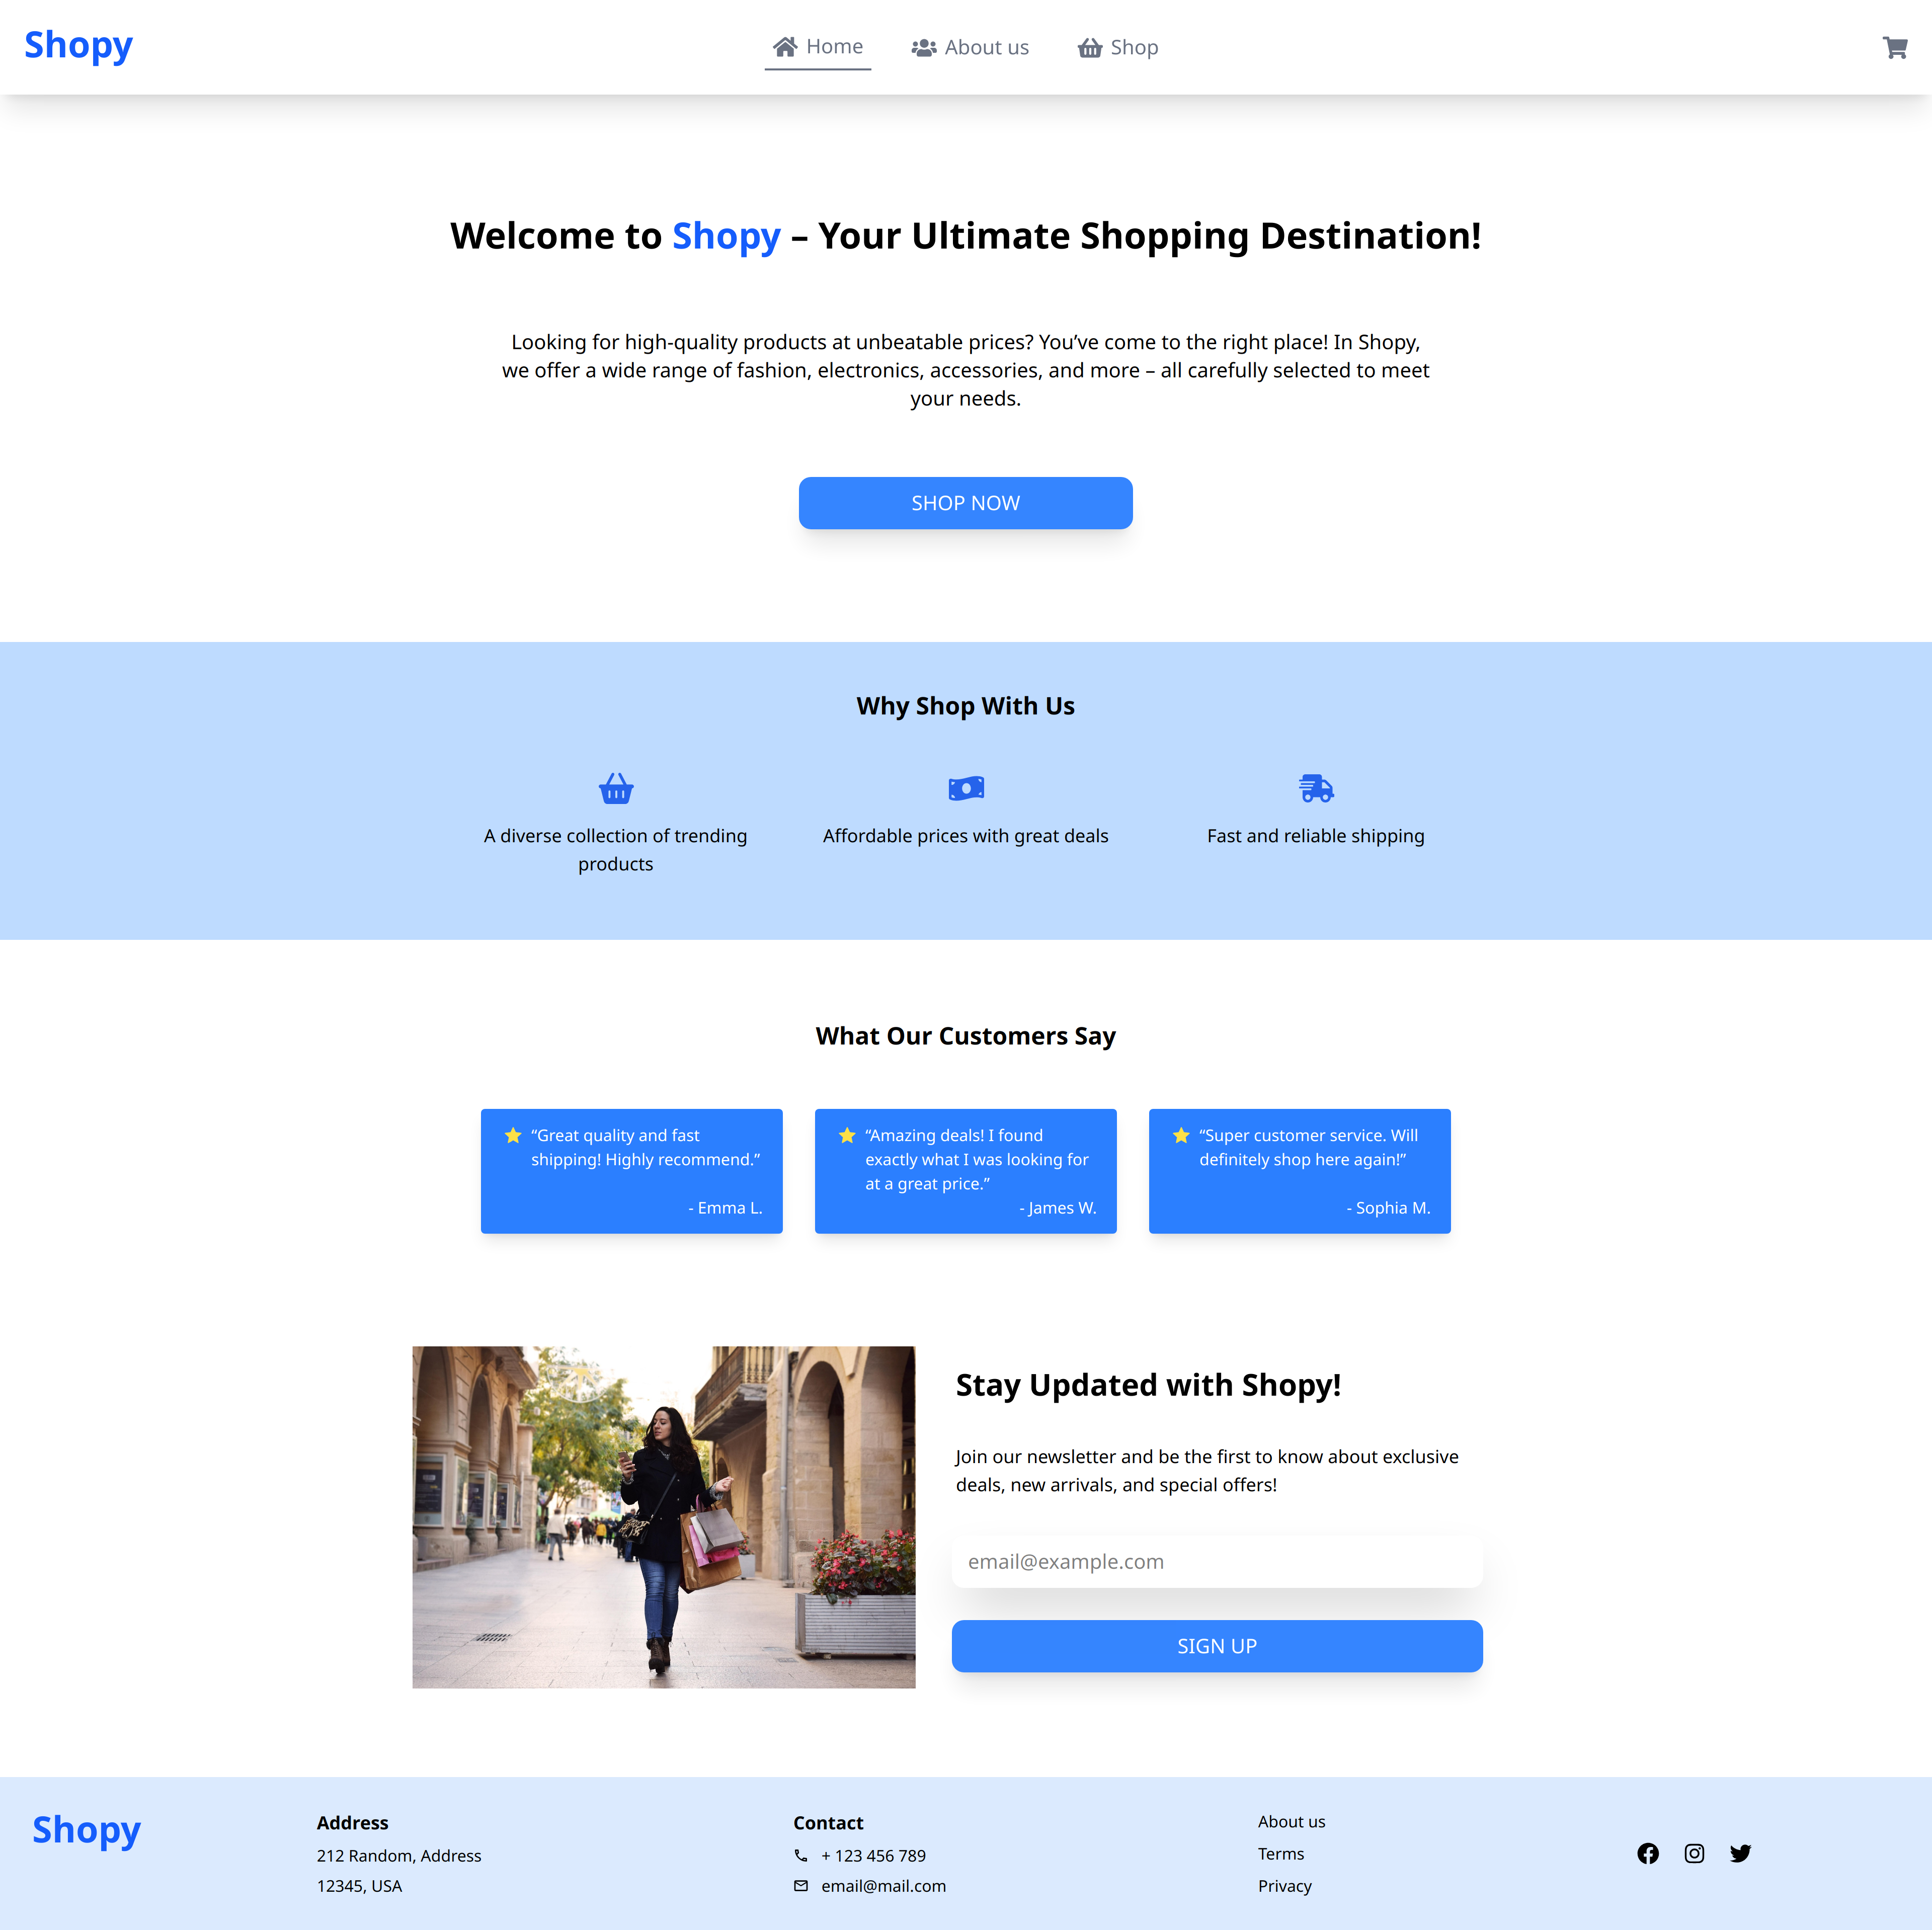 Shopy
Home
About us
Shop
Welcome to Shopy – Your Ultimate Shopping Destination!
Looking for high-quality products at unbeatable prices? You’ve come to the right place! In Shopy,
we offer a wide range of fashion, electronics, accessories, and more – all carefully selected to meet
your needs.
SHOP NOW
Why Shop With Us
A diverse collection of trending
products
Affordable prices with great deals
Fast and reliable shipping
What Our Customers Say
“Great quality and fast
shipping! Highly recommend.”
- Emma L.
“Amazing deals! I found
exactly what I was looking for
at a great price.”
- James W.
“Super customer service. Will
definitely shop here again!”
- Sophia M.
Stay Updated with Shopy!
Join our newsletter and be the first to know about exclusive
deals, new arrivals, and special offers!
email@example.com
SIGN UP
Shopy
Address
212 Random, Address
12345, USA
Contact
+ 123 456 789
email@mail.com
About us
Terms
Privacy